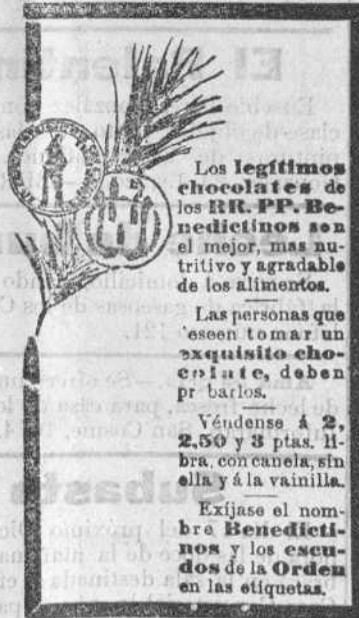 Los legítimos
chocolates de
los RR. PP. Be-
nedictinos son
el mejor, mas nu-
tritivo y agradable
de los alimentos.
Las personas que
eseen tomar un
exquisito cho-
colate, deben
pr barlos.
Véndense á 2,
2,50 y 3 ptas. li-
bra, con canela, sin
ella y á la vainilla.
Exíjase el nom-
bre Benedicti-
nos y los escu-
dos de la Orden
en las etiquetas.